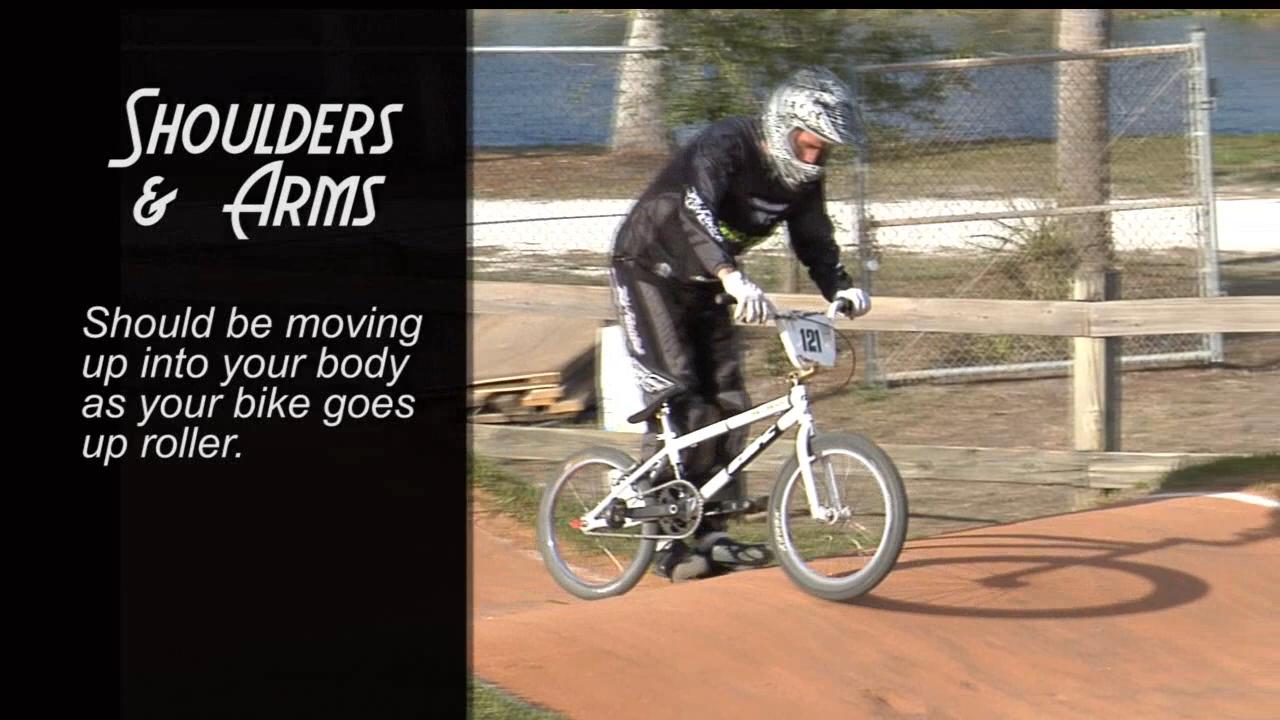 Shoulders
& Arms
Should be moving
up into your body
as your bike goes
up roller.
121